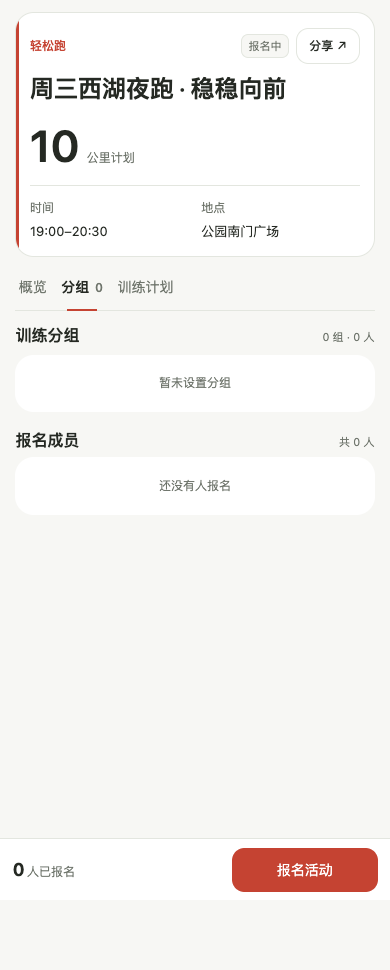 轻松跑 报名中 分享 ↗
周三西湖夜跑 · 稳稳向前
10 公里计划
时间 地点
19:00–20:30 公园南门广场
概览 分组 0 训练计划
训练分组 0 组 · 0 人
暂未设置分组
报名成员 共 0 人
还没有人报名
0 人已报名 报名活动